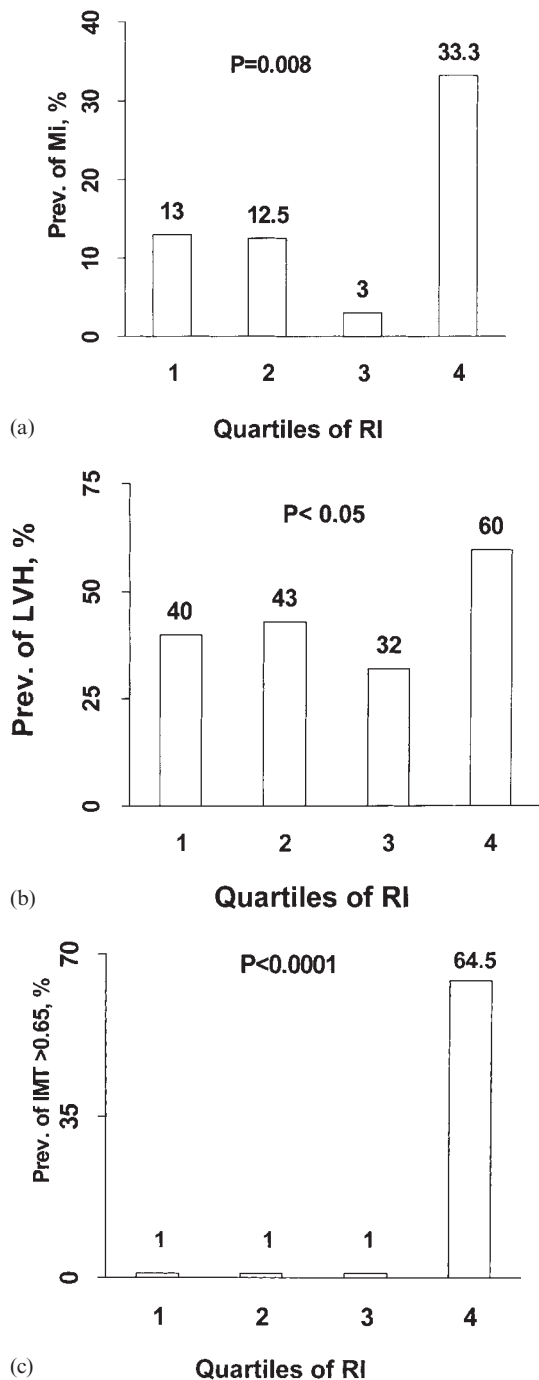 40
30
20
10
0
Prev. of Mi, %
P=0.008
13
12.5
3
33.3
1 2 3 4
(a) Quartiles of RI
75
50
25
0
Prev. of LVH, %
P< 0.05
40
43
32
60
1 2 3 4
(b) Quartiles of RI
70
35
0
Prev. of IMT >0.65, %
P<0.0001
1
1
1
64.5
1 2 3 4
(c) Quartiles of RI